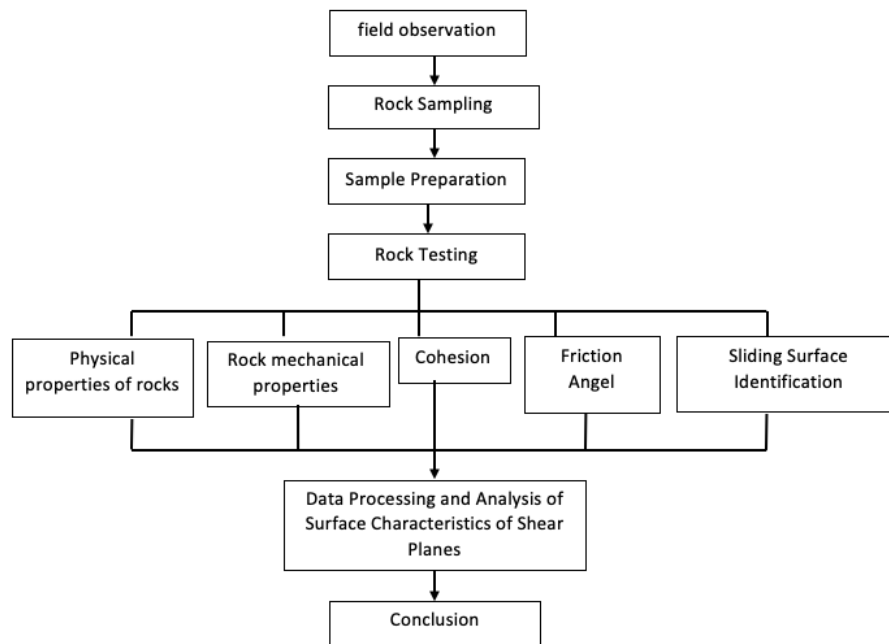 field observation
Rock Sampling
Sample Preparation
Rock Testing
Physical
properties of rocks
Rock mechanical
properties
Cohesion
Friction
Angel
Sliding Surface
Identification
Data Processing and Analysis of
Surface Characteristics of Shear
Planes
Conclusion